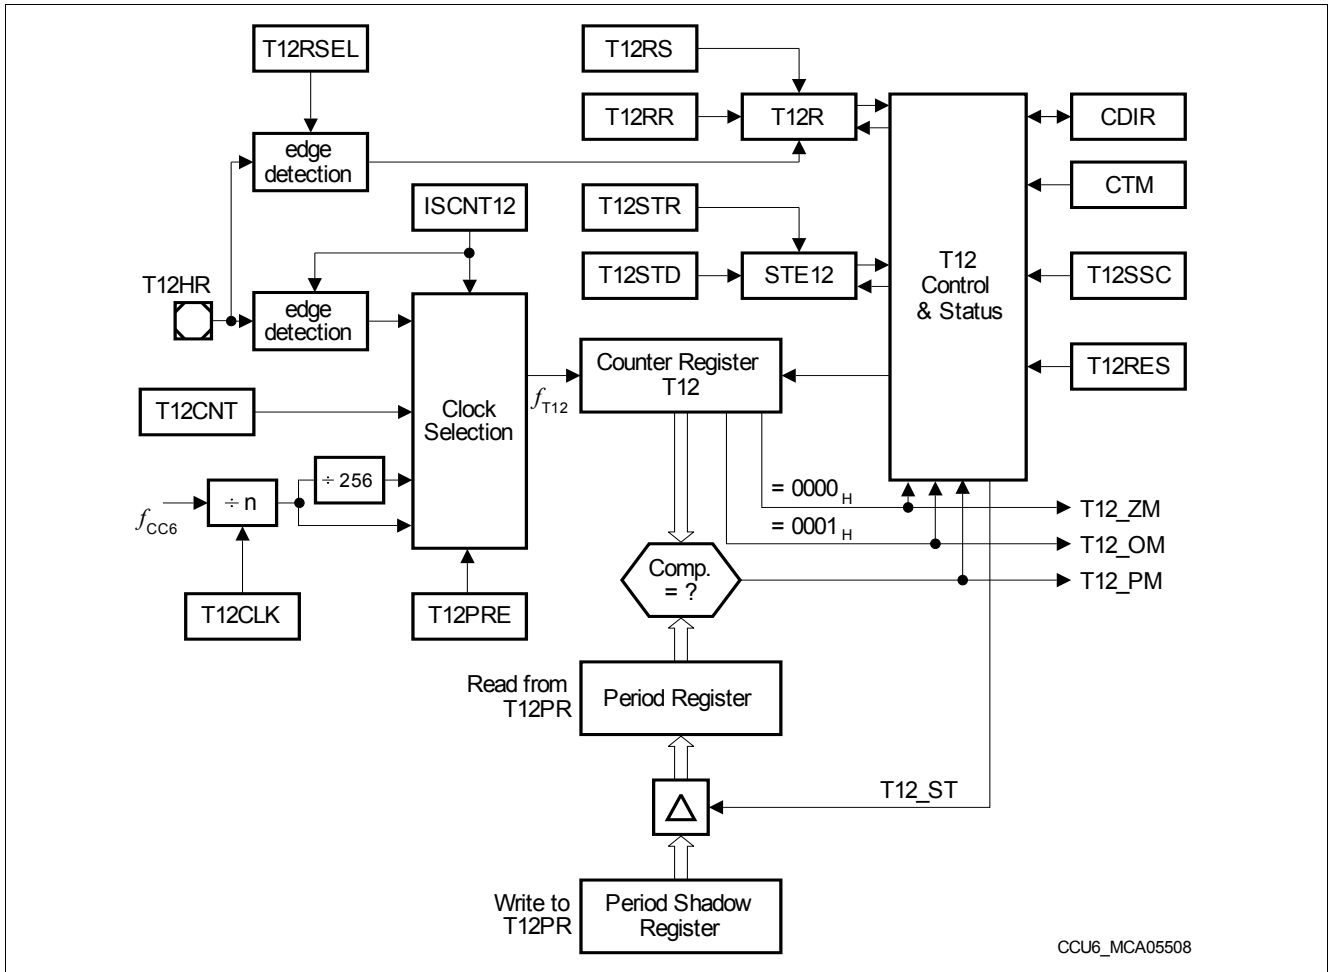 T12RSEL
T12RS
T12RR
T12R
CDIR
edge
detection
CTM
ISCNT12
T12STR
T12STD
STE12
T12
Control
& Status
T12SSC
T12HR
edge
detection
Counter Register
T12
T12RES
fT12
T12CNT
Clock
Selection
÷ 256
÷ n
fCC6
= 0000H
T12_ZM
= 0001H
T12_OM
Comp.
= ?
T12_PM
T12CLK
T12PRE
Read from
T12PR
Period Register
T12_ST
Δ
Write to
T12PR
Period Shadow
Register
CCU6_MCA05508